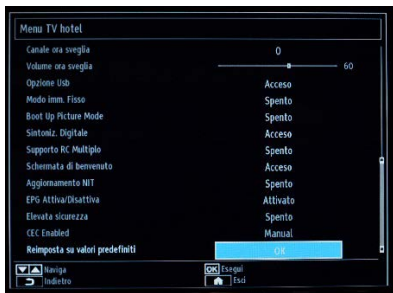 Menu TV hotel
Canale ora sveglia 0
Volume ora sveglia 60
Opzione Usb Acceso
Modo imm. Fisso Spento
Boot Up Picture Mode Spento
Sintoniz. Digitale Acceso
Supporto RC Multiplo Spento
Schermata di benvenuto Acceso
Aggiornamento NIT Spento
EPG Attiva/Disattiva Attivato
Elevata sicurezza Spento
CEC Enabled Manual
Reimposta su valori predefiniti OK
Naviga OK Esegui
Indietro Esci